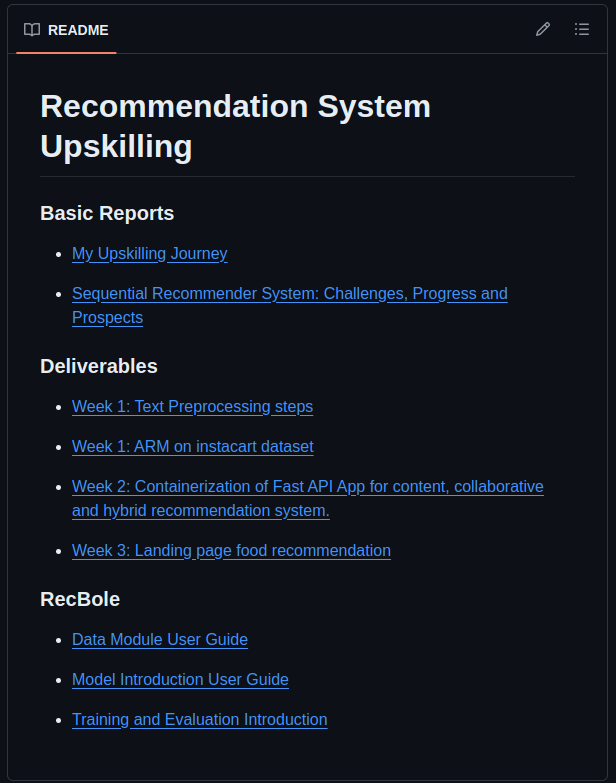 README
Recommendation System
Upskilling
Basic Reports
My Upskilling Journey
Sequential Recommender System: Challenges, Progress and
Prospects
Deliverables
Week 1: Text Preprocessing steps
Week 1: ARM on instacart dataset
Week 2: Containerization of Fast API App for content, collaborative
and hybrid recommendation system.
Week 3: Landing page food recommendation
RecBole
Data Module User Guide
Model Introduction User Guide
Training and Evaluation Introduction